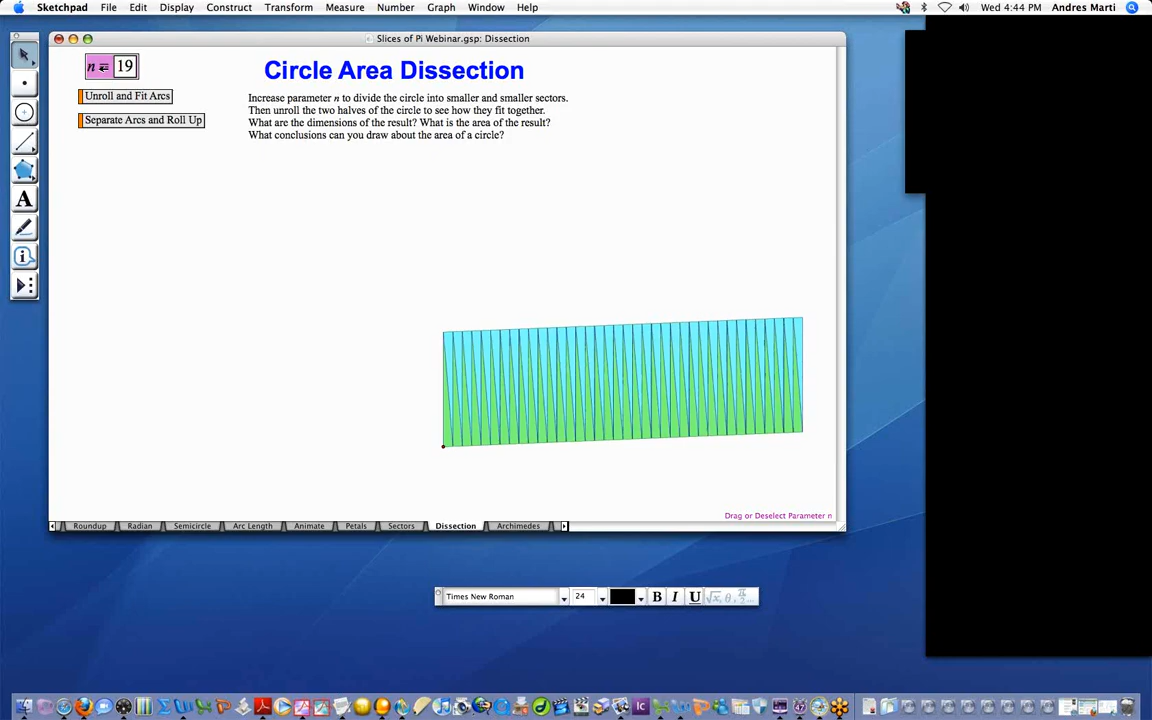 Sketchpad File Edit Display Construct Transform Measure Number Graph Window Help Wed 4:44 PM Andres Marti
Slices of Pi Webinar.gsp: Dissection
n = 19
Circle Area Dissection
Unroll and Fit Arcs
Separate Arcs and Roll Up
Increase parameter n to divide the circle into smaller and smaller sectors.
Then unroll the two halves of the circle to see how they fit together.
What are the dimensions of the result? What is the area of the result?
What conclusions can you draw about the area of a circle?
A
Drag or Deselect Parameter n
Roundup Radian Semicircle Arc Length Animate Petals Sectors Dissection Archimedes
Times New Roman 24 B I U